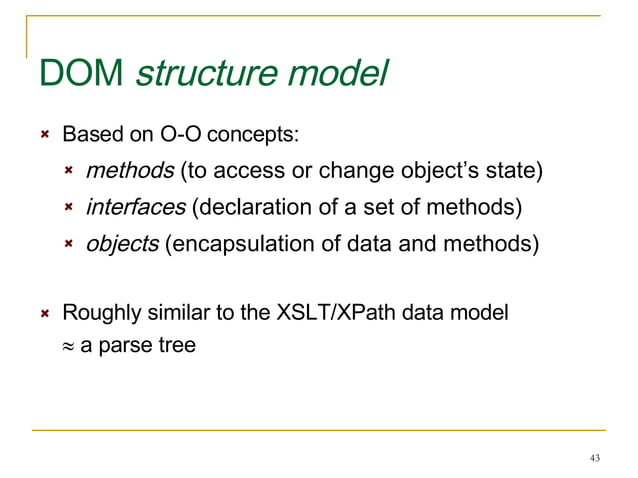 DOM structure model
Based on O-O concepts:
methods (to access or change object's state)
interfaces (declaration of a set of methods)
objects (encapsulation of data and methods)
Roughly similar to the XSLT/XPath data model
≈ a parse tree
43